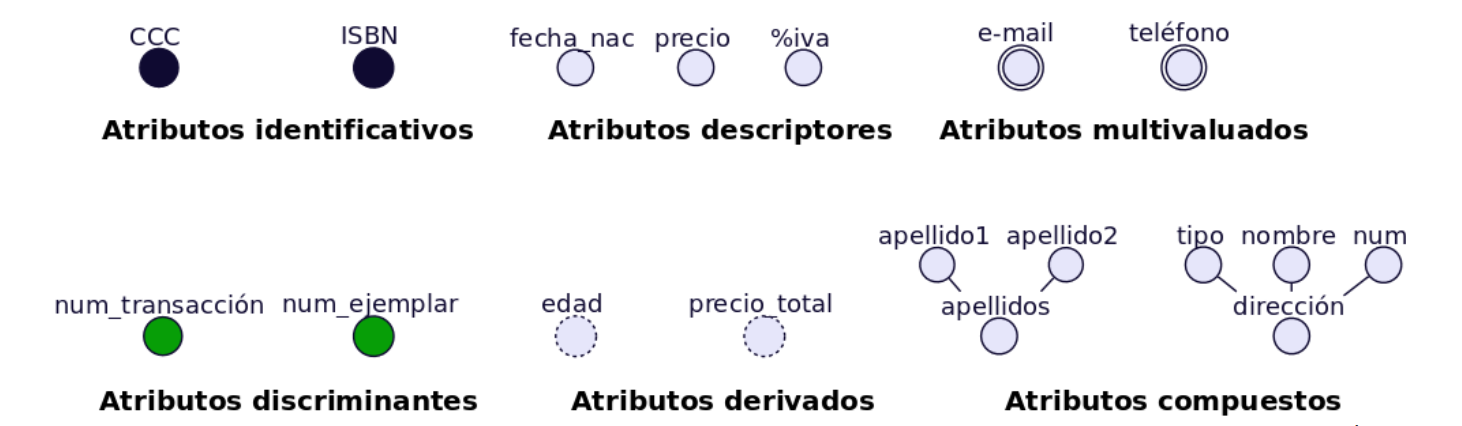 CCC ISBN fecha_nac precio %iva e-mail teléfono
Atributos identificativos Atributos descriptores Atributos multivaluados
apellido1 apellido2 tipo nombre num
num_transacción num_ejemplar edad precio_total apellidos dirección
Atributos discriminantes Atributos derivados Atributos compuestos